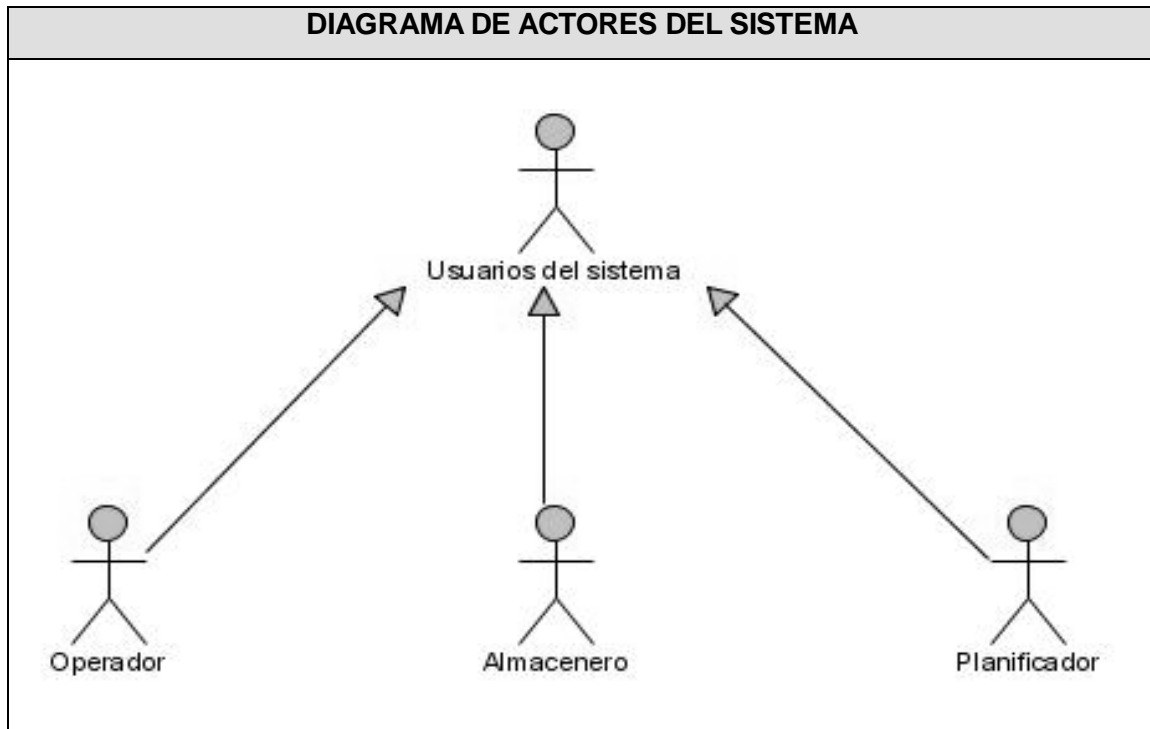 DIAGRAMA DE ACTORES DEL SISTEMA
Usuarios del sistema
Operador
Almacenero
Planificador